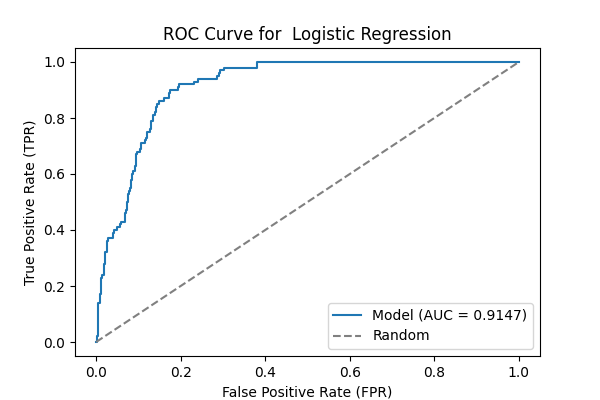 ROC Curve for  Logistic Regression
True Positive Rate (TPR)
1.0
0.8
0.6
0.4
0.2
0.0
Model (AUC = 0.9147)
Random
0.0 0.2 0.4 0.6 0.8 1.0
False Positive Rate (FPR)